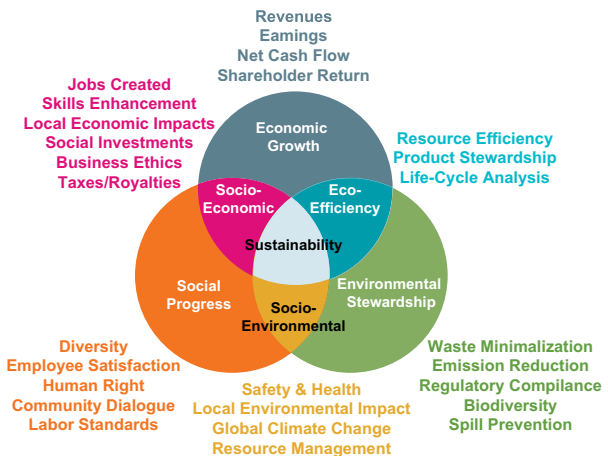 Revenues
Earnings
Net Cash Flow
Shareholder Return
Jobs Created
Skills Enhancement
Local Economic Impacts
Social Investments
Business Ethics
Taxes/Royalties
Economic
Growth
Resource Efficiency
Product Stewardship
Life-Cycle Analysis
Socio-
Economic
Eco-
Efficiency
Sustainability
Social
Progress
Environmental
Stewardship
Socio-
Environmental
Diversity
Employee Satisfaction
Human Right
Community Dialogue
Labor Standards
Safety & Health
Local Environmental Impact
Global Climate Change
Resource Management
Waste Minimalization
Emission Reduction
Regulatory Compilance
Biodiversity
Spill Prevention